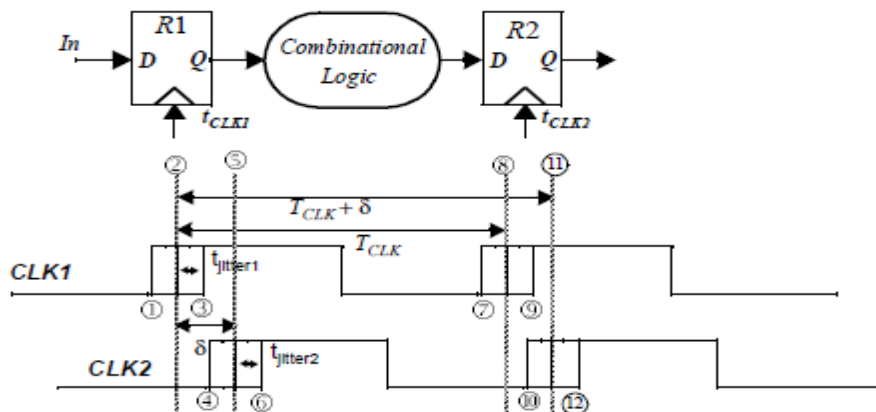 R1
R2
In
D Q
Combinational
Logic
D Q
t_CLK1
t_CLK2
② ⑤ ⑧ ⑪
T_CLK + δ
T_CLK
CLK1
t_jitter1
① ③ ⑦ ⑨
δ
t_jitter2
CLK2
④ ⑥ ⑩ ⑫